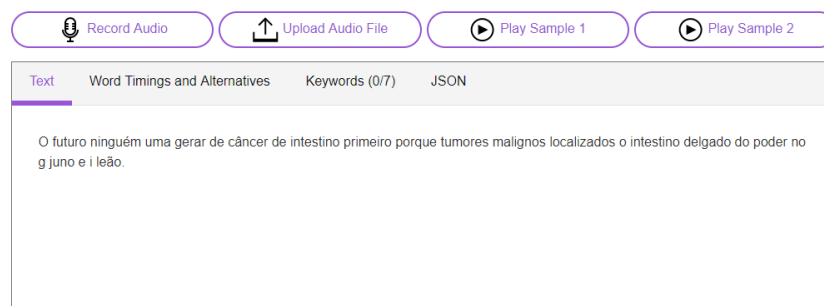 Record Audio Upload Audio File Play Sample 1 Play Sample 2
Text Word Timings and Alternatives Keywords (0/7) JSON
O futuro ninguém uma gerar de câncer de intestino primeiro porque tumores malignos localizados o intestino delgado do poder no
g juno e i leão.